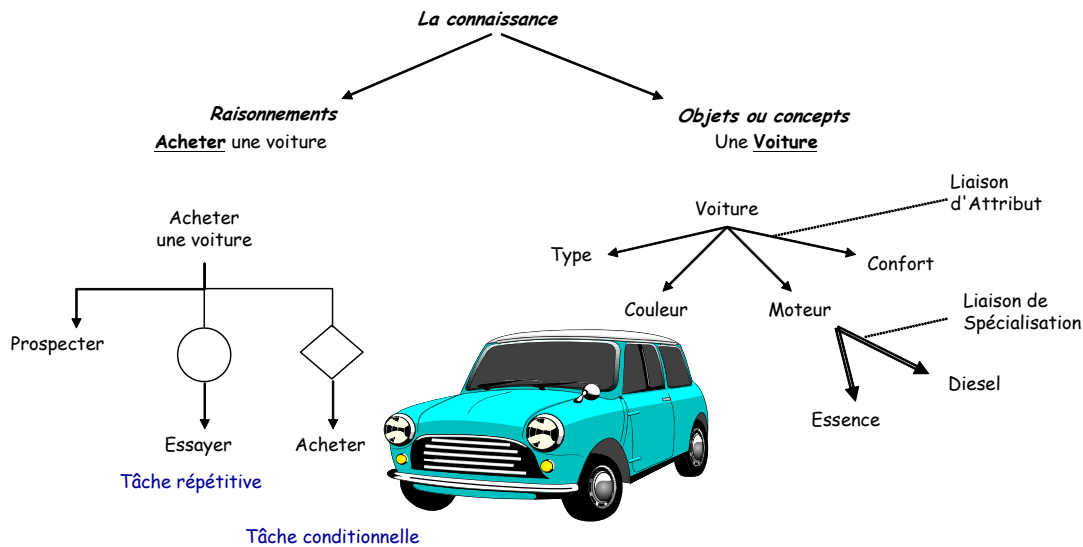 La connaissance
Raisonnements
Acheter une voiture
Objets ou concepts
Une Voiture
Acheter
une voiture
Prospecter
Essayer
Acheter
Tâche répétitive
Tâche conditionnelle
Voiture
Liaison
d'Attribut
Type
Confort
Couleur
Moteur
Liaison de
Spécialisation
Diesel
Essence